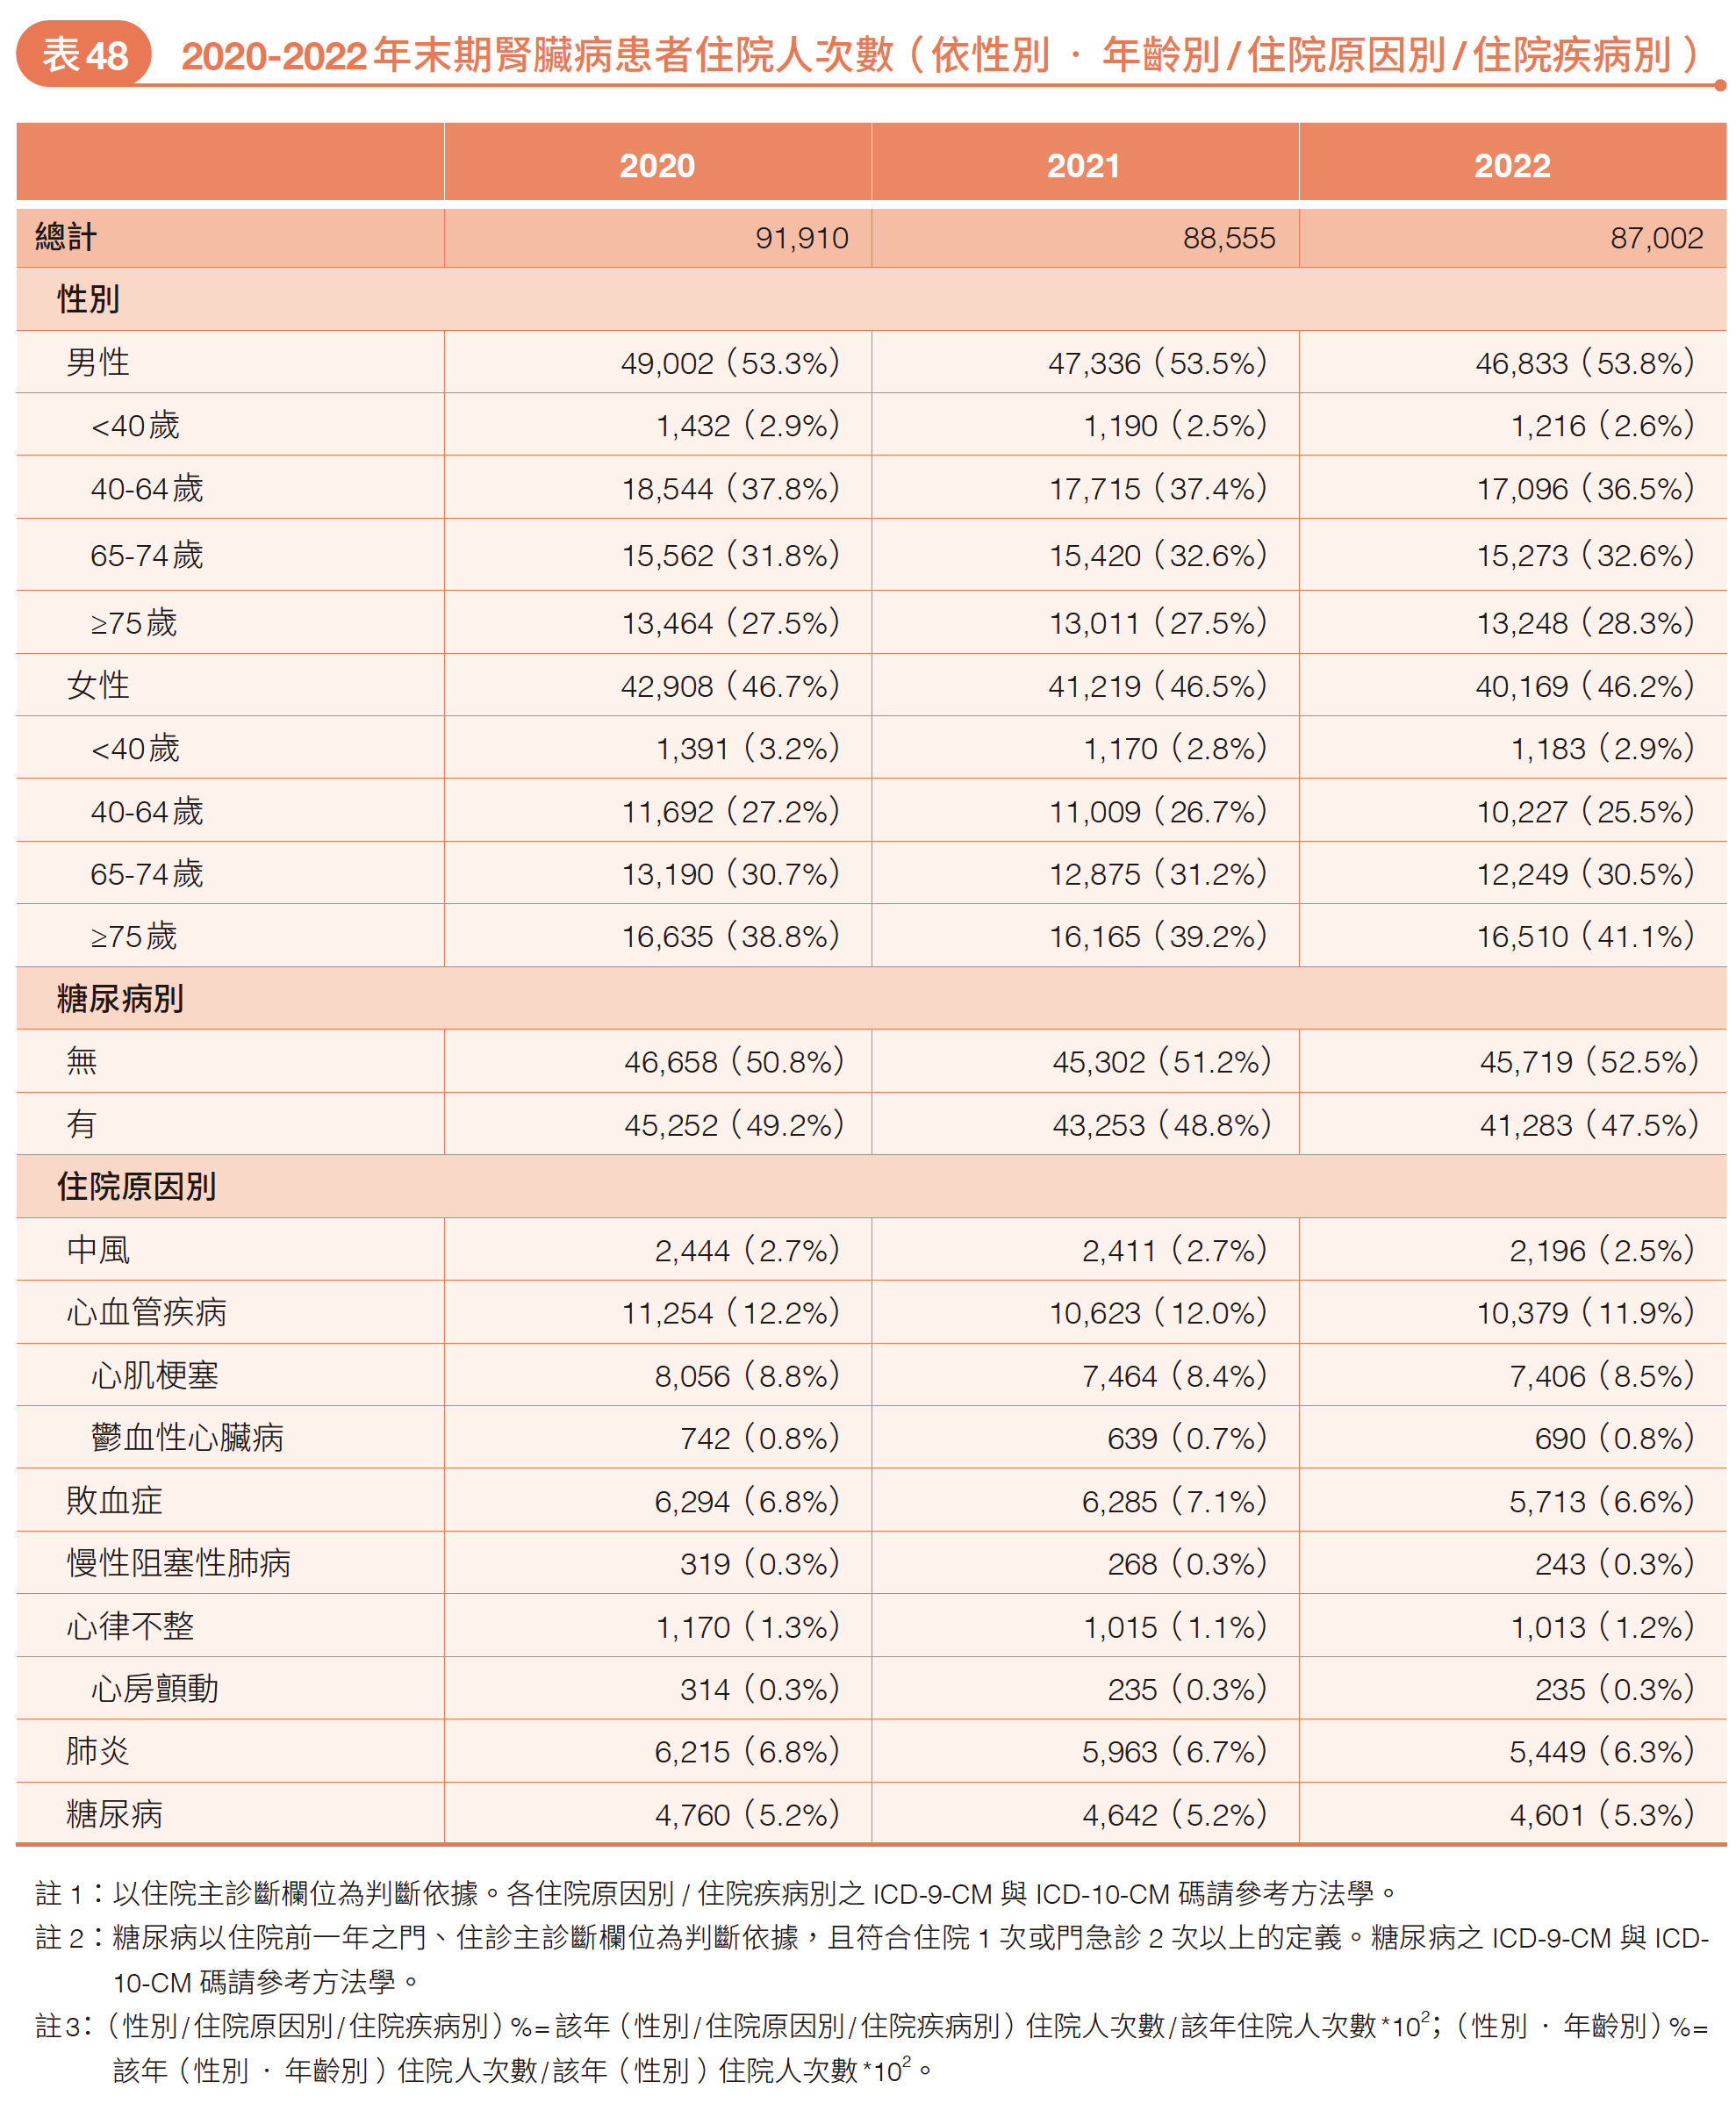 表48 2020-2022年末期腎臟病患者住院人次數（依性別・年齡別/住院原因別/住院疾病別）
2020 2021 2022
總計 91,910 88,555 87,002
性別
男性 49,002（53.3%） 47,336（53.5%） 46,833（53.8%）
<40歲 1,432（2.9%） 1,190（2.5%） 1,216（2.6%）
40-64歲 18,544（37.8%） 17,715（37.4%） 17,096（36.5%）
65-74歲 15,562（31.8%） 15,420（32.6%） 15,273（32.6%）
≥75歲 13,464（27.5%） 13,011（27.5%） 13,248（28.3%）
女性 42,908（46.7%） 41,219（46.5%） 40,169（46.2%）
<40歲 1,391（3.2%） 1,170（2.8%） 1,183（2.9%）
40-64歲 11,692（27.2%） 11,009（26.7%） 10,227（25.5%）
65-74歲 13,190（30.7%） 12,875（31.2%） 12,249（30.5%）
≥75歲 16,635（38.8%） 16,165（39.2%） 16,510（41.1%）
糖尿病別
無 46,658（50.8%） 45,302（51.2%） 45,719（52.5%）
有 45,252（49.2%） 43,253（48.8%） 41,283（47.5%）
住院原因別
中風 2,444（2.7%） 2,411（2.7%） 2,196（2.5%）
心血管疾病 11,254（12.2%） 10,623（12.0%） 10,379（11.9%）
心肌梗塞 8,056（8.8%） 7,464（8.4%） 7,406（8.5%）
鬱血性心臟病 742（0.8%） 639（0.7%） 690（0.8%）
敗血症 6,294（6.8%） 6,285（7.1%） 5,713（6.6%）
慢性阻塞性肺病 319（0.3%） 268（0.3%） 243（0.3%）
心律不整 1,170（1.3%） 1,015（1.1%） 1,013（1.2%）
心房顫動 314（0.3%） 235（0.3%） 235（0.3%）
肺炎 6,215（6.8%） 5,963（6.7%） 5,449（6.3%）
糖尿病 4,760（5.2%） 4,642（5.2%） 4,601（5.3%）
註1：以住院主診斷欄位為判斷依據。各住院原因別/住院疾病別之ICD-9-CM與ICD-10-CM碼請參考方法學。
註2：糖尿病以住院前一年之門、住診主診斷欄位為判斷依據，且符合住院1次或門急診2次以上的定義。糖尿病之ICD-9-CM與ICD-
10-CM碼請參考方法學。
註3：（性別/住院原因別/住院疾病別）%=該年（性別/住院原因別/住院疾病別）住院人次數/該年住院人次數*10²；（性別・年齡別）%=
該年（性別・年齡別）住院人次數/該年（性別）住院人次數*10²。